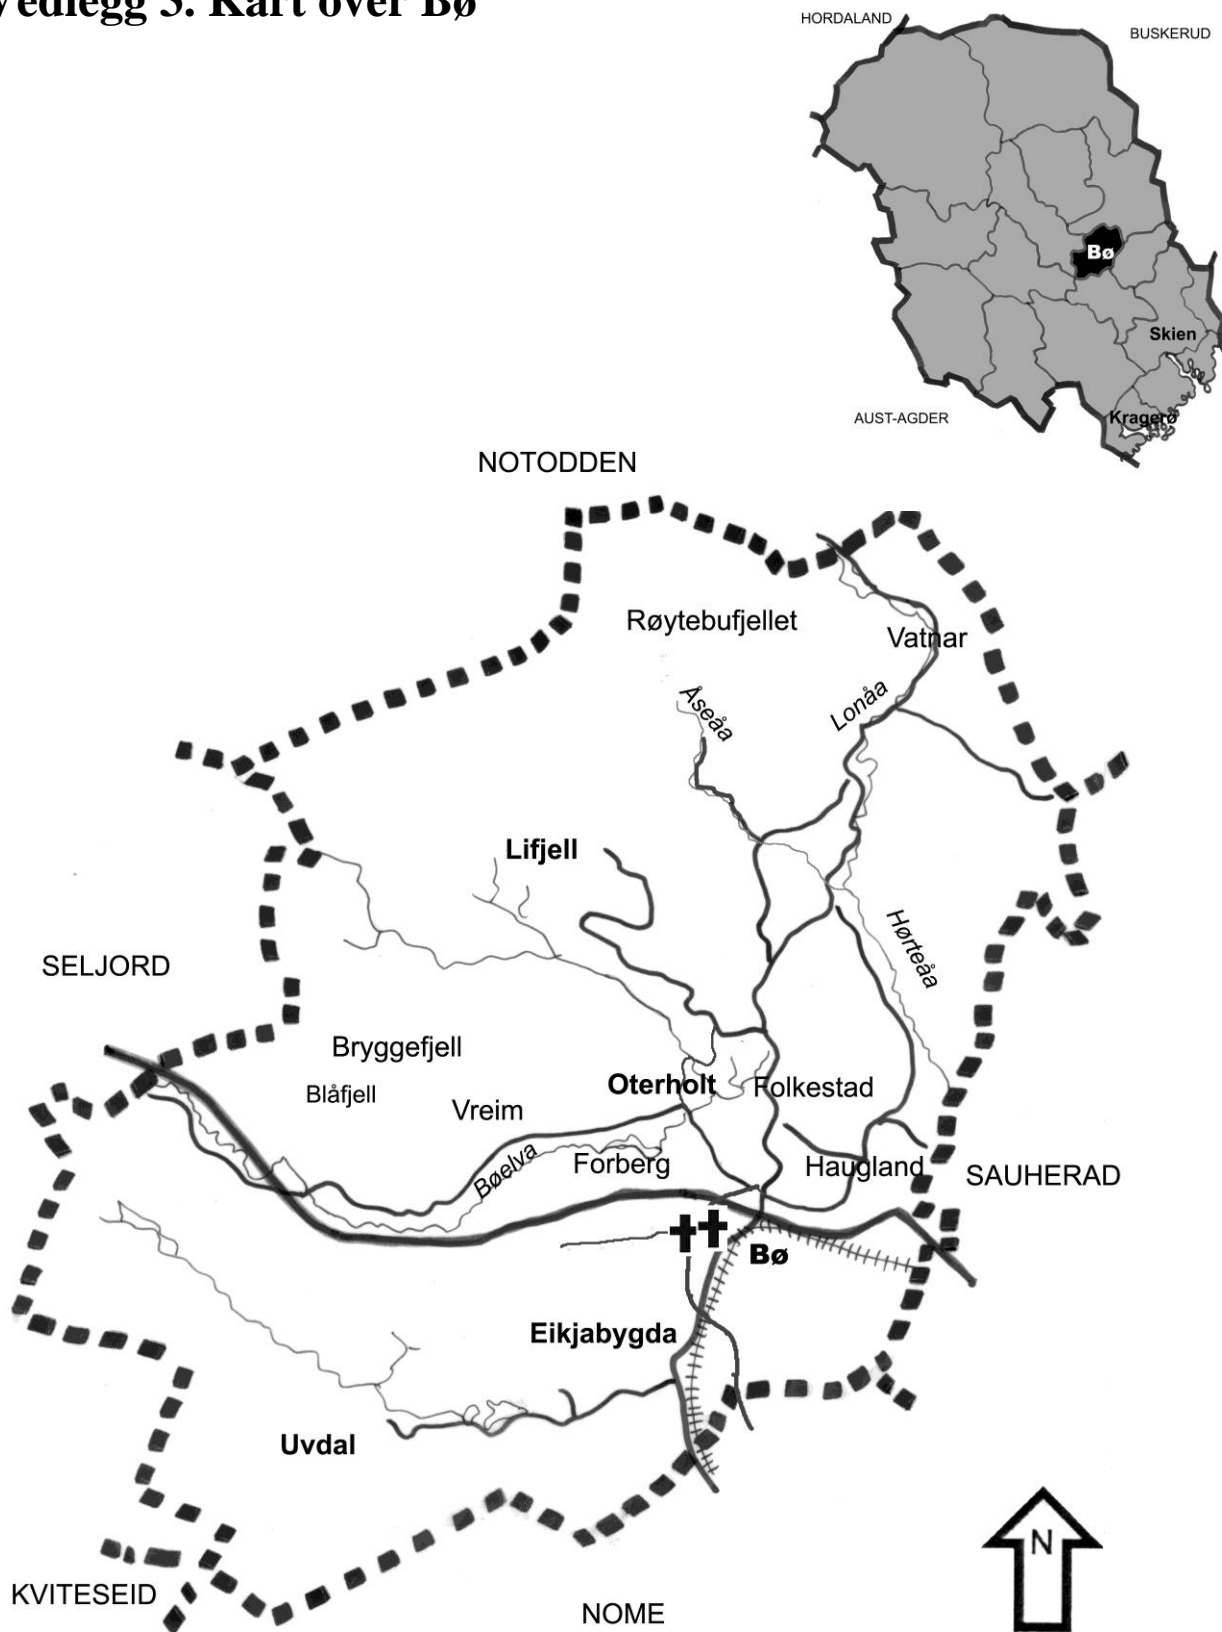 Vedlegg 5. Kart over Bø
HORDALAND
BUSKERUD
Bø
Skien
Kragerø
AUST-AGDER
NOTODDEN
Røytebufjellet
Vatnar
Åseåa
Lonåa
Lifjell
Hørteåa
SELJORD
Bryggefjell
Blåfjell
Oterholt
Folkestad
Vreim
Bøelva
Forberg
Haugland
SAUHERAD
Bø
Eikjabygda
Uvdal
N
KVITESEID
NOME